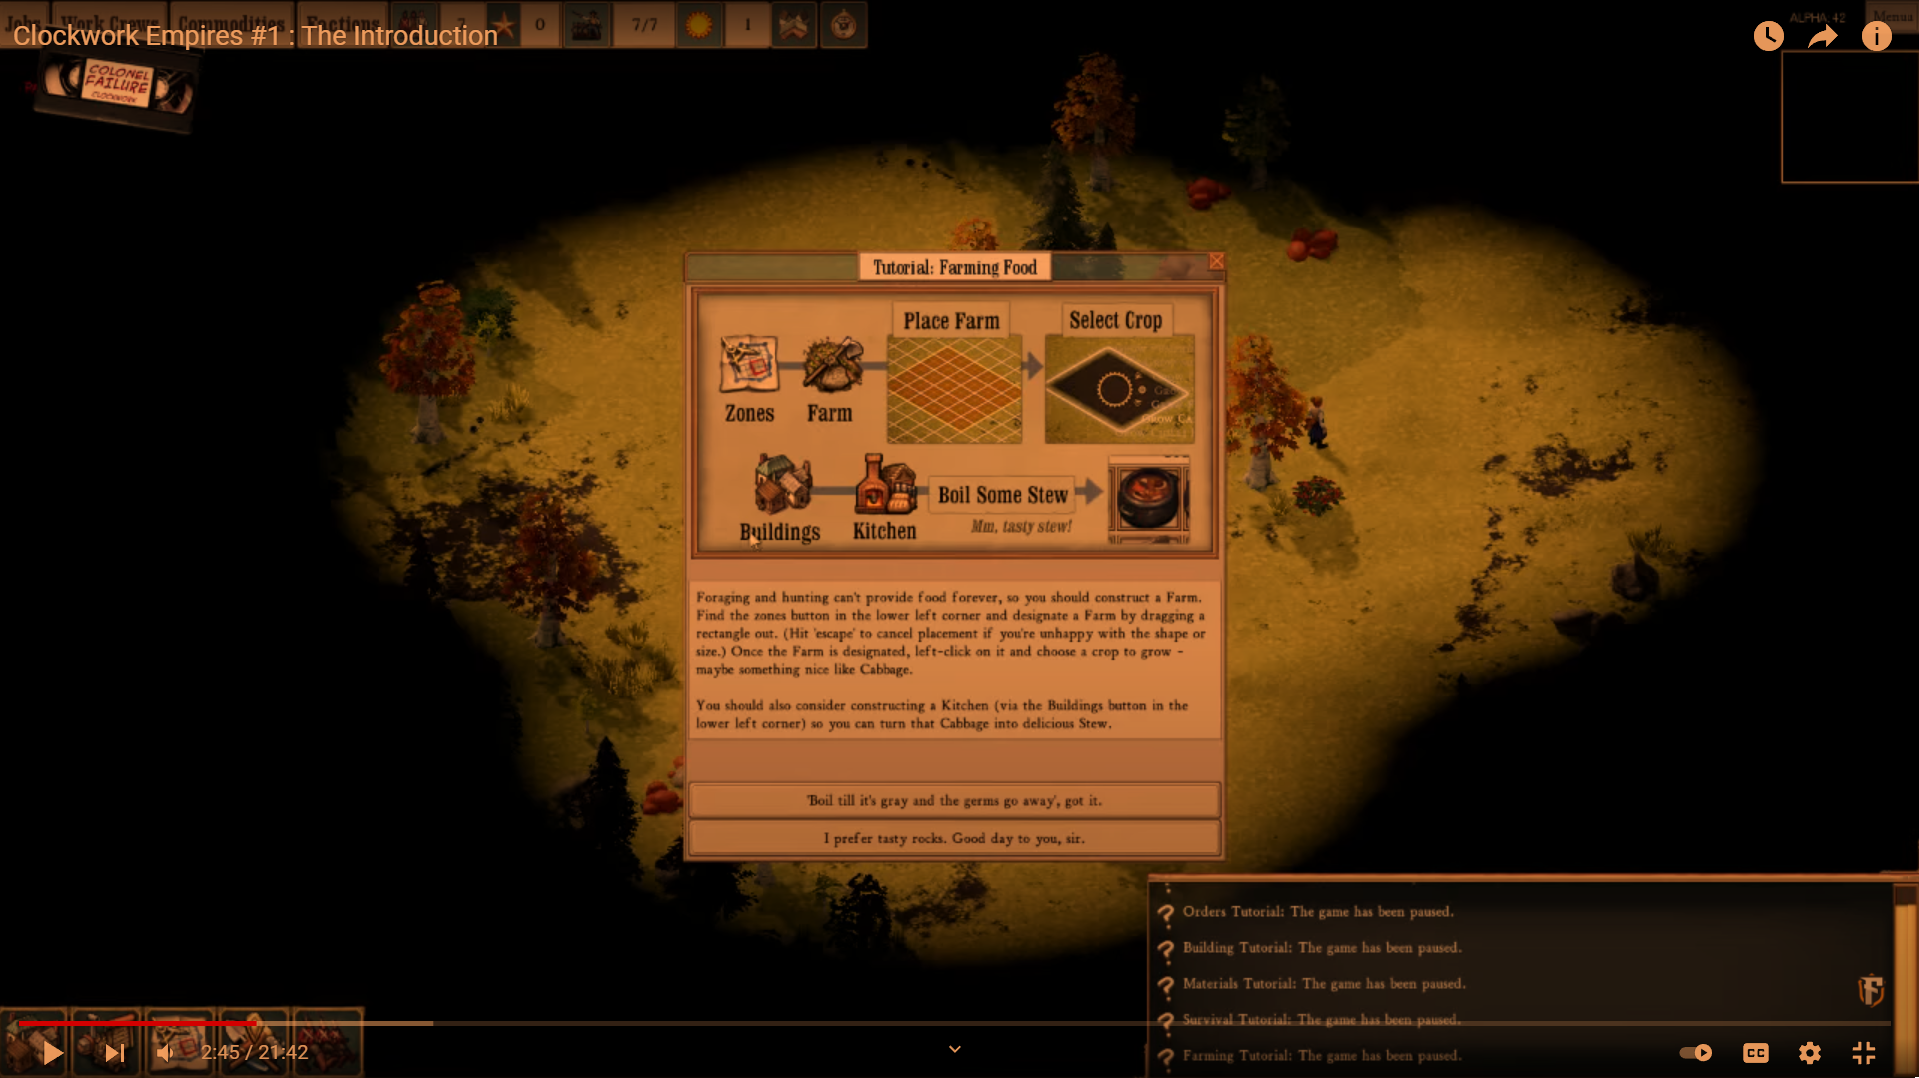 Jobs Work Crews Commodities Factions 7 0 7/7 1
Clockwork Empires #1 : The Introduction
ALPHA: 42
Menus
COLONEL
FAILURE
CLOCKWORK
Tutorial: Farming Food
Place Farm
Select Crop
Zones
Farm
Boil Some Stew
Mm, tasty stew!
Buildings
Kitchen
Foraging and hunting can't provide food forever, so you should construct a Farm.
Find the zones button in the lower left corner and designate a Farm by dragging a
rectangle out. (Hit 'escape' to cancel placement if you're unhappy with the shape or
size.) Once the Farm is designated, left-click on it and choose a crop to grow -
maybe something nice like Cabbage.
You should also consider constructing a Kitchen (via the Buildings button in the
lower left corner) so you can turn that Cabbage into delicious Stew.
'Boil till it's gray and the germs go away', got it.
I prefer tasty rocks. Good day to you, sir.
Orders Tutorial: The game has been paused.
Building Tutorial: The game has been paused.
Materials Tutorial: The game has been paused.
Survival Tutorial: The game has been paused.
Farming Tutorial: The game has been paused.
2:45 / 21:42
CC